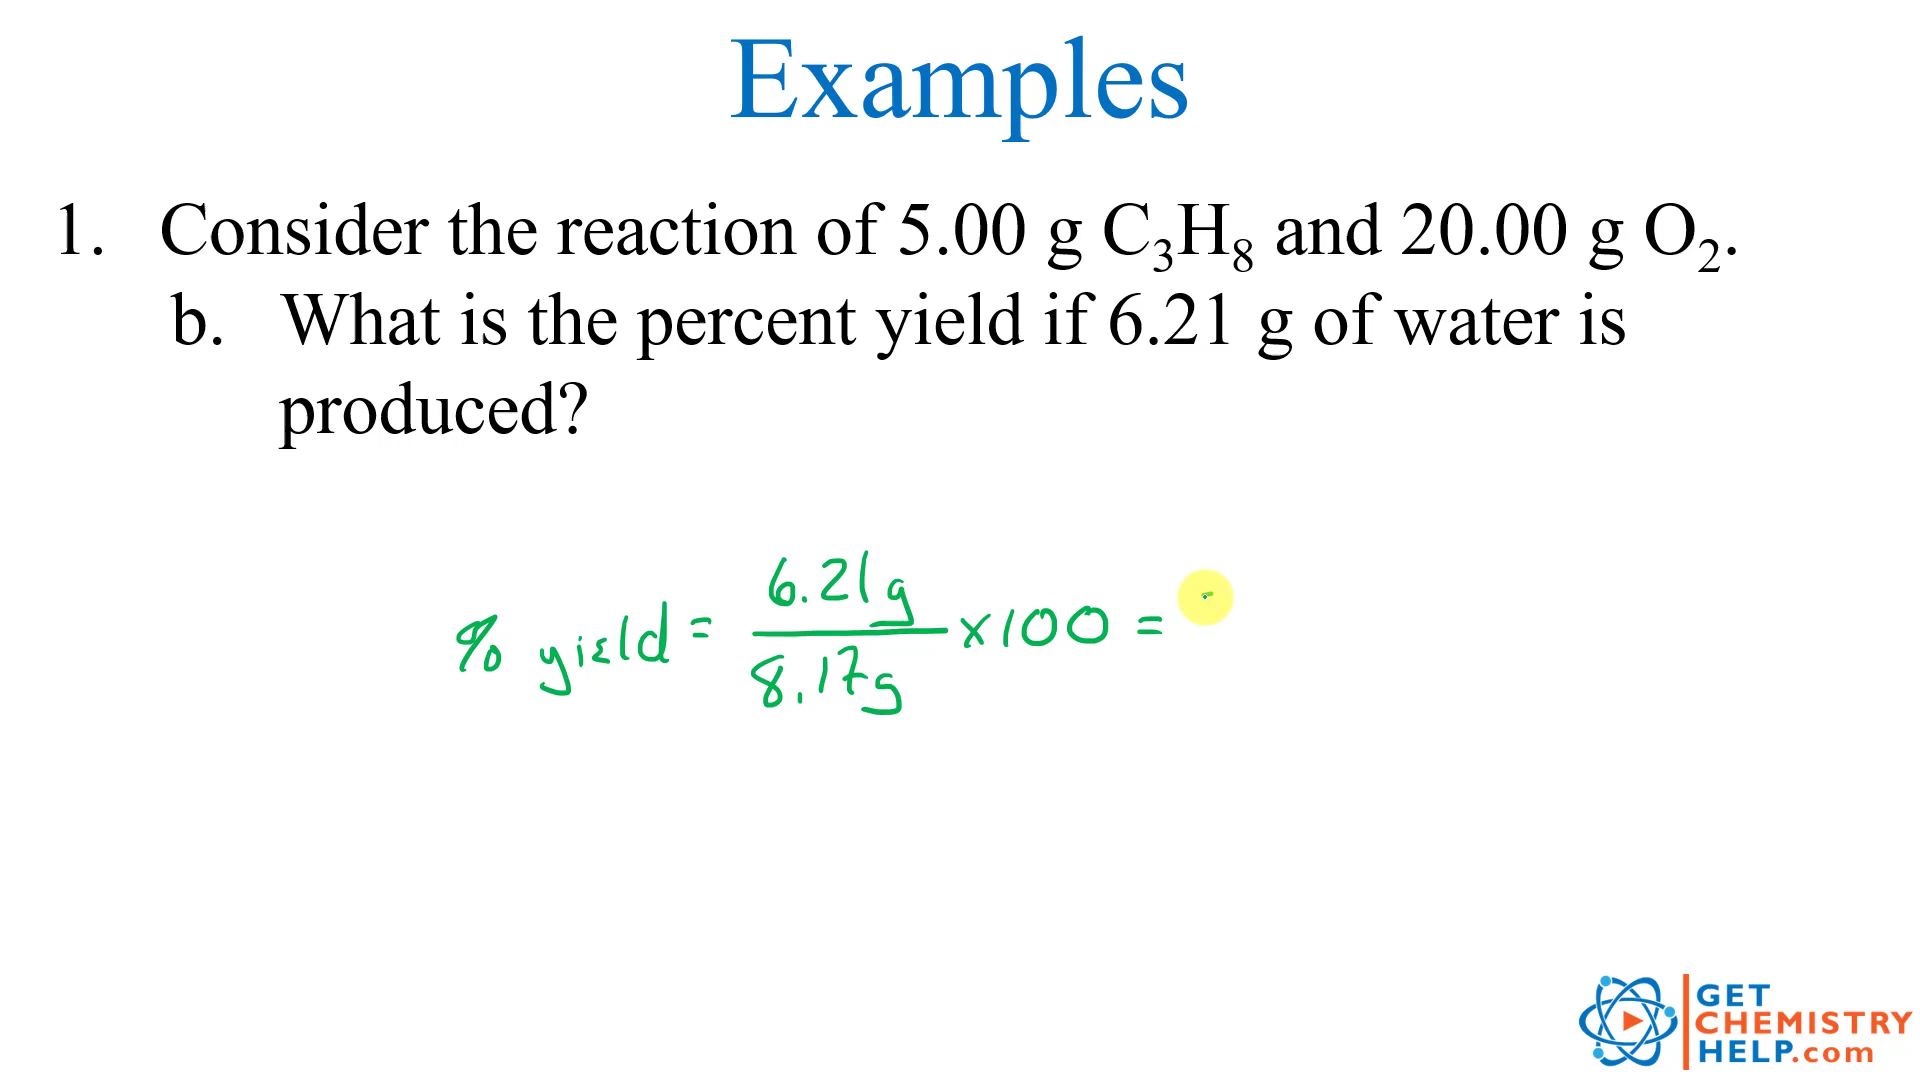 Examples
1. Consider the reaction of 5.00 g C₃H₈ and 20.00 g O₂.
b. What is the percent yield if 6.21 g of water is
produced?
% yield = 6.21g / 8.17g x 100 =
GET
CHEMISTRY
HELP.com